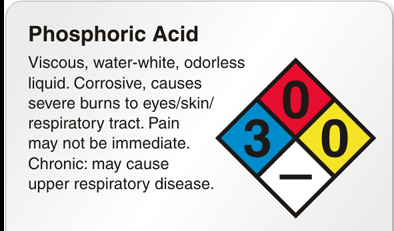 Phosphoric Acid
Viscous, water-white, odorless
liquid. Corrosive, causes
severe burns to eyes/skin/
respiratory tract. Pain
may not be immediate.
Chronic: may cause
upper respiratory disease.
0
3 0
–